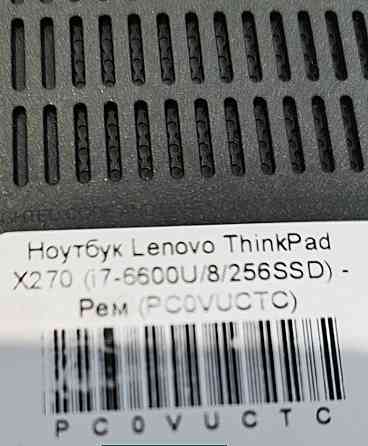 Ноутбук Lenovo ThinkPad
X270 (i7-6600U/8/256SSD) -
Рем (PC0VUCTC)
P C 0 V U C T C